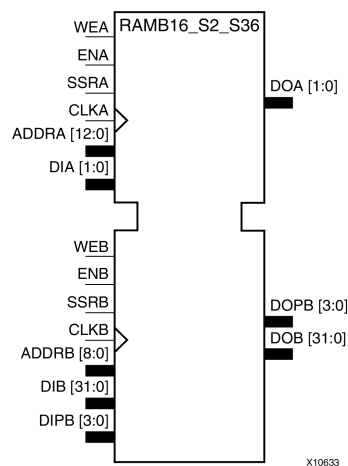 RAMB16_S2_S36
WEA
ENA
SSRA
CLKA
ADDRA [12:0]
DIA [1:0]
DOA [1:0]
WEB
ENB
SSRB
CLKB
ADDRB [8:0]
DIB [31:0]
DIPB [3:0]
DOPB [3:0]
DOB [31:0]
X10633